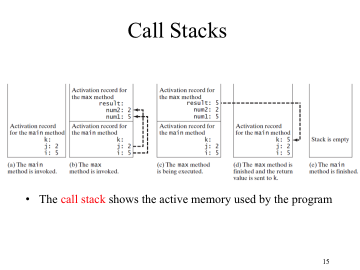 Call Stacks
Activation record for
the max method
result:
num2: 2
num1: 5
Activation record
for the main method
k:
j: 2
i: 5
Activation record for
the main method
k:
j: 2
i: 5
Activation record for
the max method
result: 5
num2: 2
num1: 5
Activation record for
the main method
k:
j: 2
i: 5
Activation record
for the main method
k: 5
j: 2
i: 5
Stack is empty
(a) The main
method is invoked.
(b) The max
method is invoked.
(c) The max method
is being executed.
(d) The max method is
finished and the return
value is sent to k.
(e) The main
method is finished.
• The call stack shows the active memory used by the program
15